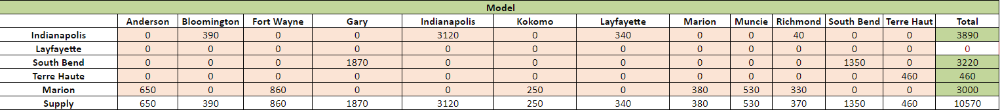 Model
Anderson Bloomington Fort Wayne Gary Indianapolis Kokomo Layfayette Marion Muncie Richmond South Bend Terre Haut Total
Indianapolis 0 390 0 0 3120 0 340 0 0 40 0 0 3890
Layfayette 0 0 0 0 0 0 0 0 0 0 0 0 0
South Bend 0 0 0 1870 0 0 0 0 0 0 1350 0 3220
Terre Haute 0 0 0 0 0 0 0 0 0 0 0 460 460
Marion 650 0 860 0 0 250 0 380 530 330 0 0 3000
Supply 650 390 860 1870 3120 250 340 380 530 370 1350 460 10570